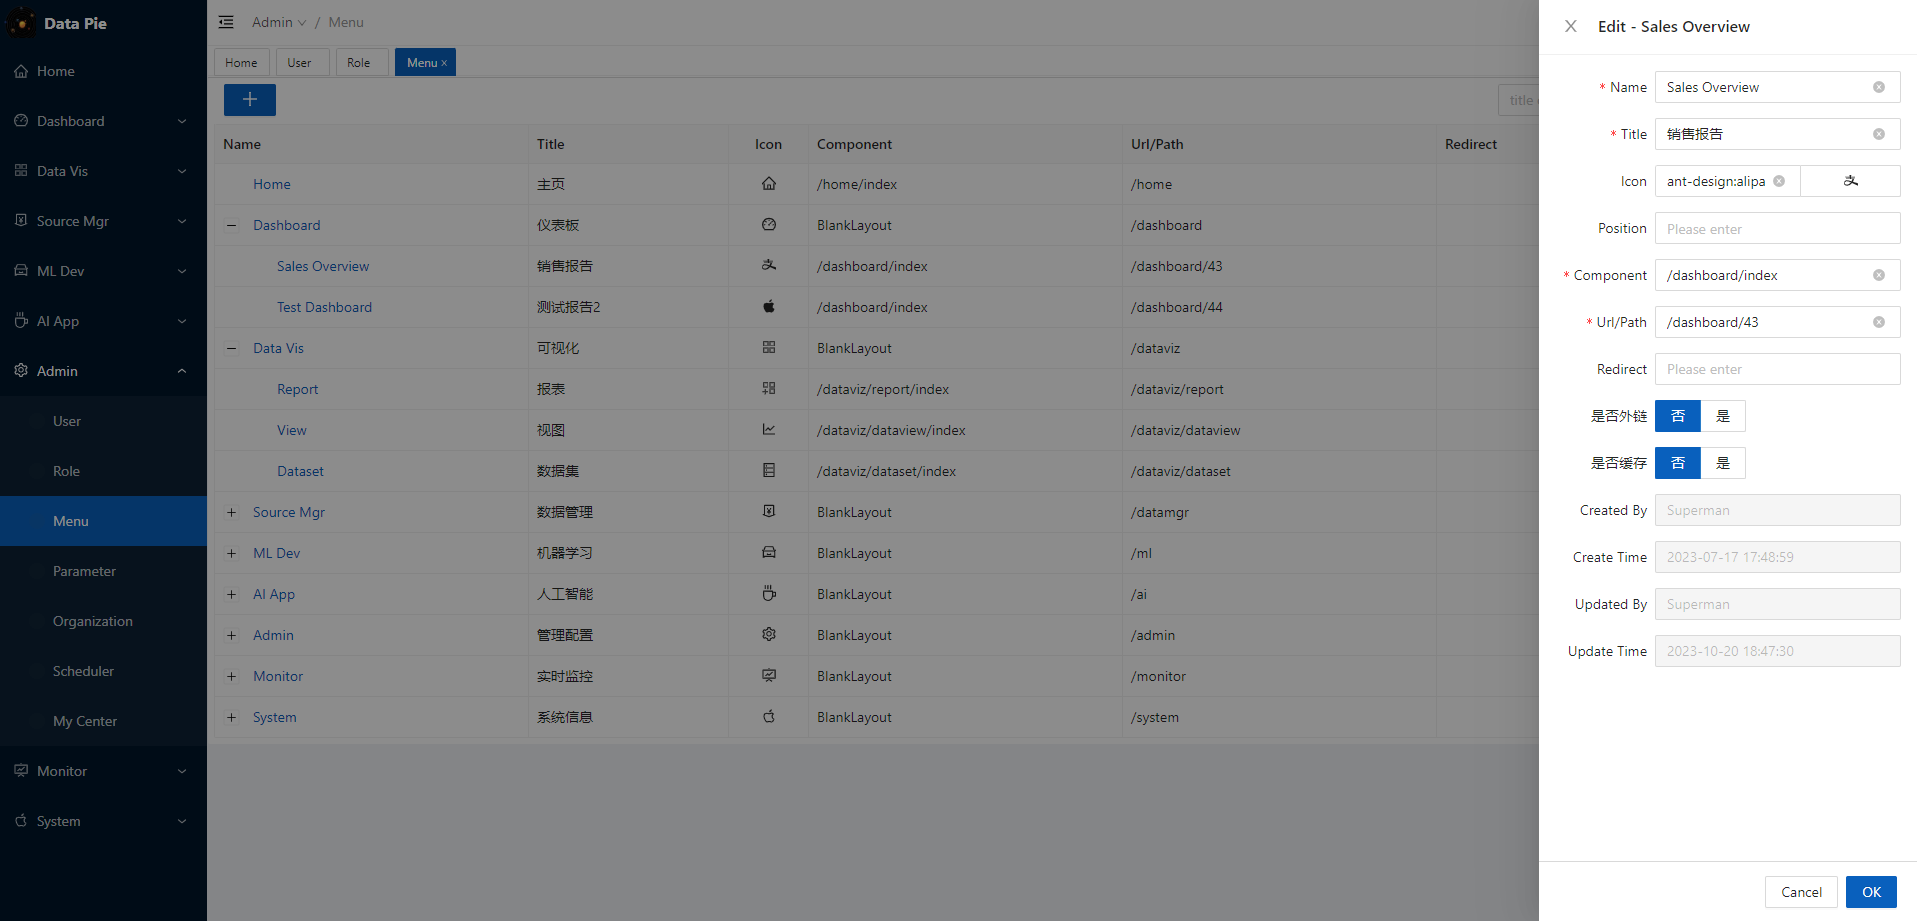 Data Pie
Home
Dashboard
Data Vis
Source Mgr
ML Dev
AI App
Admin
User
Role
Menu
Parameter
Organization
Scheduler
My Center
Monitor
System
Admin / Menu
Home User Role Menu ×
+ title
Name Title Icon Component Url/Path Redirect
Home 主页 /home/index /home
Dashboard 仪表板 BlankLayout /dashboard
Sales Overview 销售报告 /dashboard/index /dashboard/43
Test Dashboard 测试报告2 /dashboard/index /dashboard/44
Data Vis 可视化 BlankLayout /dataviz
Report 报表 /dataviz/report/index /dataviz/report
View 视图 /dataviz/dataview/index /dataviz/dataview
Dataset 数据集 /dataviz/dataset/index /dataviz/dataset
Source Mgr 数据管理 BlankLayout /datamgr
ML Dev 机器学习 BlankLayout /ml
AI App 人工智能 BlankLayout /ai
Admin 管理配置 BlankLayout /admin
Monitor 实时监控 BlankLayout /monitor
System 系统信息 BlankLayout /system
Edit - Sales Overview
* Name Sales Overview
* Title 销售报告
Icon ant-design:alipa
Position Please enter
* Component /dashboard/index
* Url/Path /dashboard/43
Redirect Please enter
是否外链 否 是
是否缓存 否 是
Created By Superman
Create Time 2023-07-17 17:48:59
Updated By Superman
Update Time 2023-10-20 18:47:30
Cancel OK